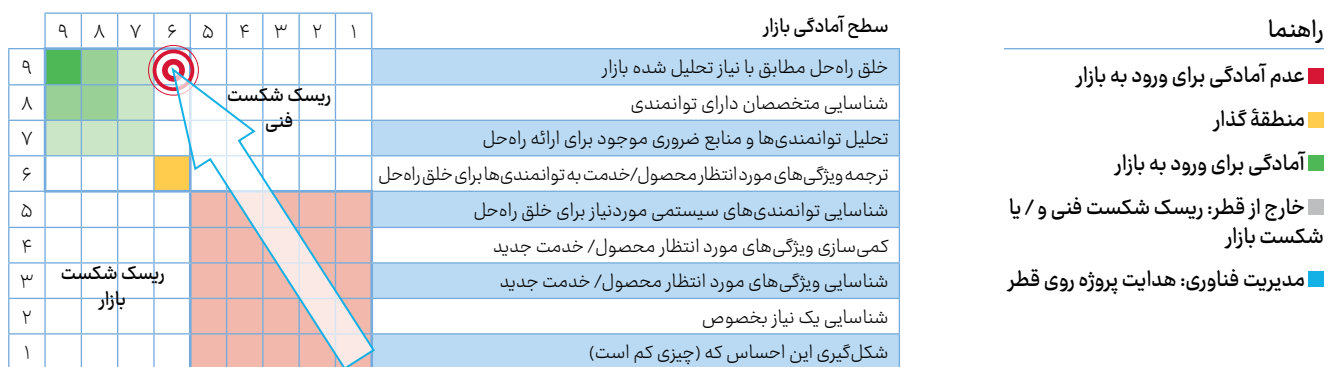 راهنما
عدم آمادگی برای ورود به بازار
منطقهٔ گذار
آمادگی برای ورود به بازار
خارج از قطر: ریسک شکست فنی و / یا
شکست بازار
مدیریت فناوری: هدایت پروژه روی قطر
سطح آمادگی بازار
۱ ۲ ۳ ۴ ۵ ۶ ۷ ۸ ۹
خلق راه‌حل مطابق با نیاز تحلیل شده بازار
۹
شناسایی متخصصان دارای توانمندی
۸
تحلیل توانمندی‌ها و منابع ضروری موجود برای ارائه راه‌حل
۷
ترجمه ویژگی‌های مورد انتظار محصول/خدمت به توانمندی‌ها برای خلق راه‌حل
۶
شناسایی توانمندی‌های سیستمی موردنیاز برای خلق راه‌حل
۵
کمی‌سازی ویژگی‌های مورد انتظار محصول/ خدمت جدید
۴
شناسایی ویژگی‌های مورد انتظار محصول/ خدمت جدید
۳
شناسایی یک نیاز بخصوص
۲
شکل‌گیری این احساس که (چیزی کم است)
۱
ریسک شکست
فنی
ریسک شکست
بازار